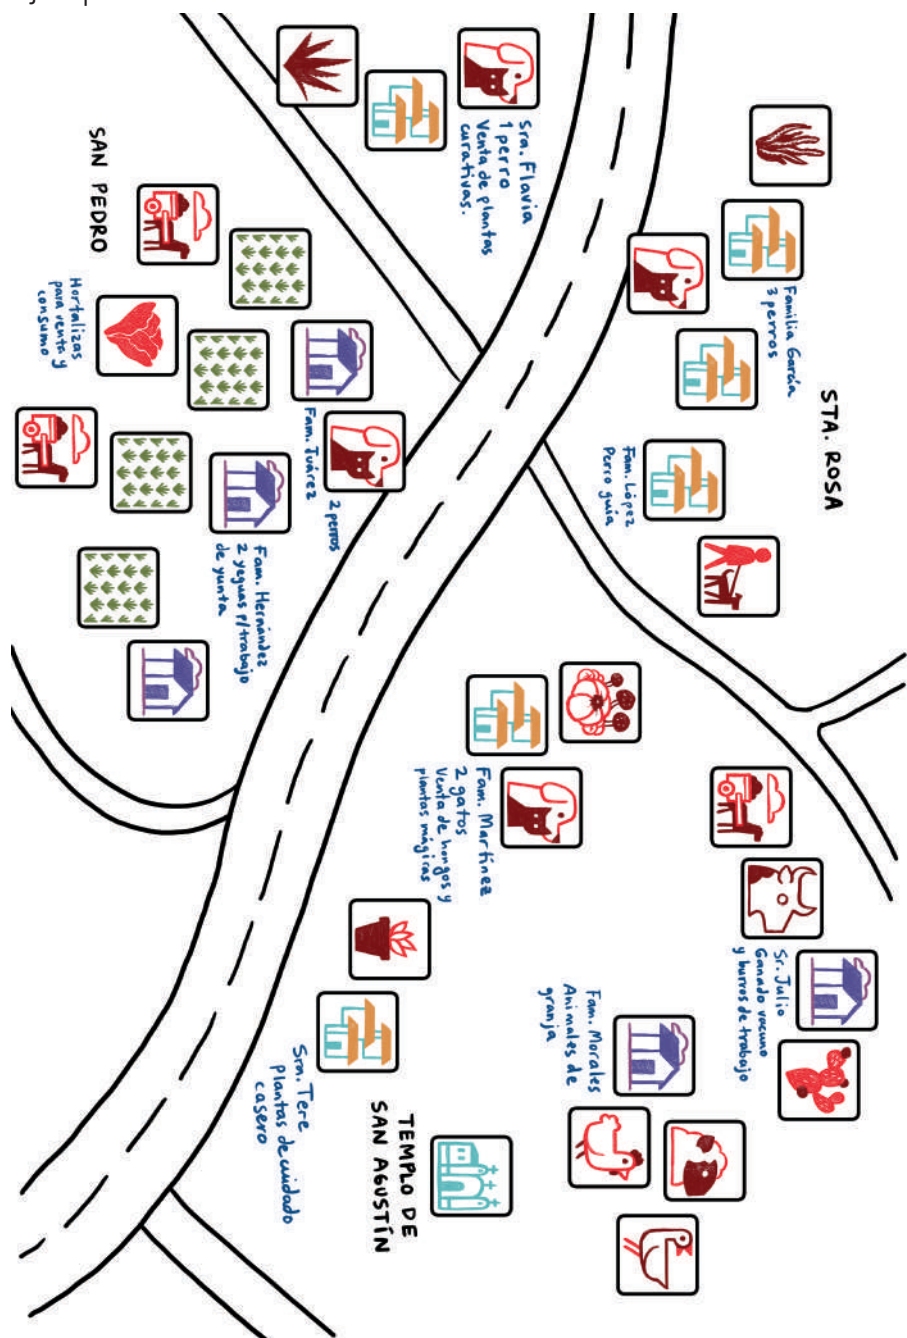 STA. ROSA
Familia García
3 perros
Fam. López
Perro guía
Sra. Flavia
1 perro
Venta de plantas
curativas.
SAN PEDRO
Hortalizas
para venta y
consumo
Fam. Juárez
2 perros
Fam. Hernández
2 yeguas p/trabajo
de yunta
Fam. Martínez
2 gatos
Venta de hongos y
plantas mágicas
Sr. Julio
Ganado vacuno
y burros de trabajo
Fam. Morales
Animales de
granja
Sra. Tere
plantas de cuidado
casero
TEMPLO DE
SAN AGUSTÍN